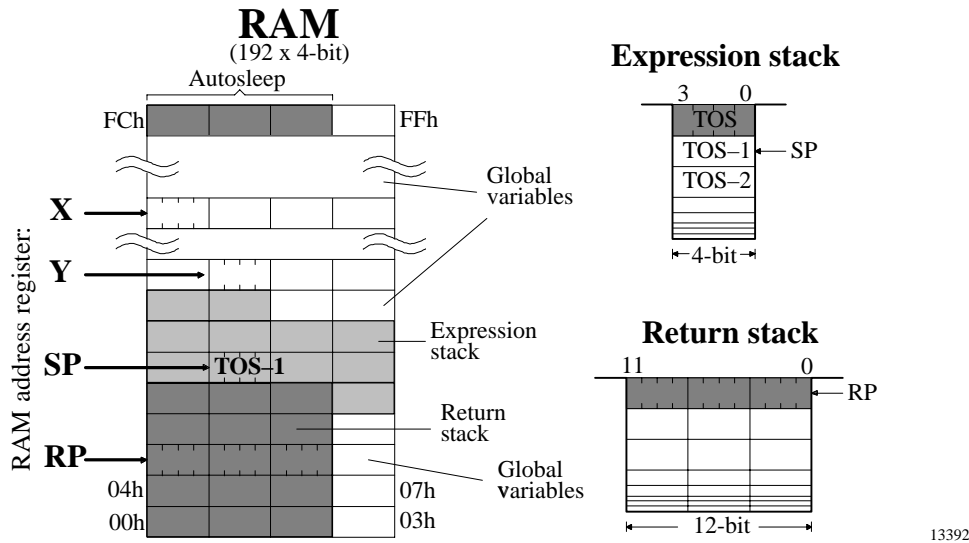 RAM
(192 x 4-bit)
Autosleep
FCh
FFh
Global
variables
X
Y
RAM address register:
Expression
stack
SP
TOS–1
Return
stack
RP
Global
variables
04h
07h
00h
03h
Expression stack
3
0
TOS
TOS–1
SP
TOS–2
4-bit
Return stack
11
0
RP
12-bit
13392